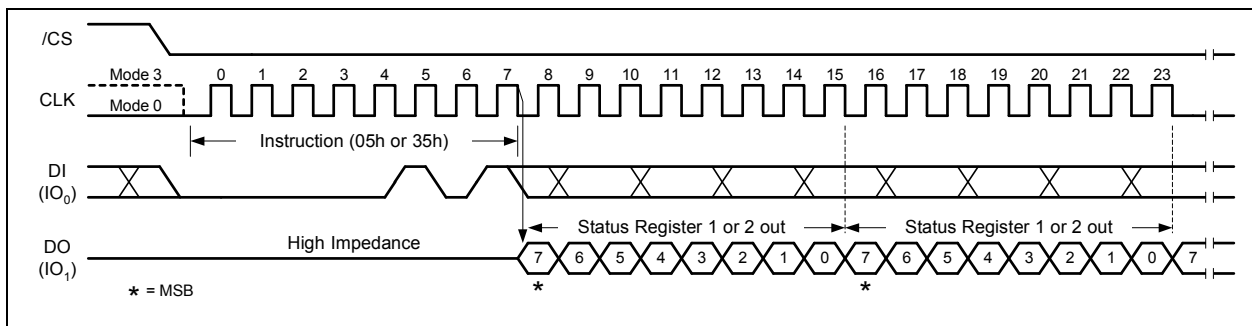 /CS
Mode 3 0 1 2 3 4 5 6 7 8 9 10 11 12 13 14 15 16 17 18 19 20 21 22 23
CLK Mode 0
Instruction (05h or 35h)
DI
(IO0)
Status Register 1 or 2 out Status Register 1 or 2 out
High Impedance
DO 7 6 5 4 3 2 1 0 7 6 5 4 3 2 1 0 7
(IO1)
* *
* = MSB